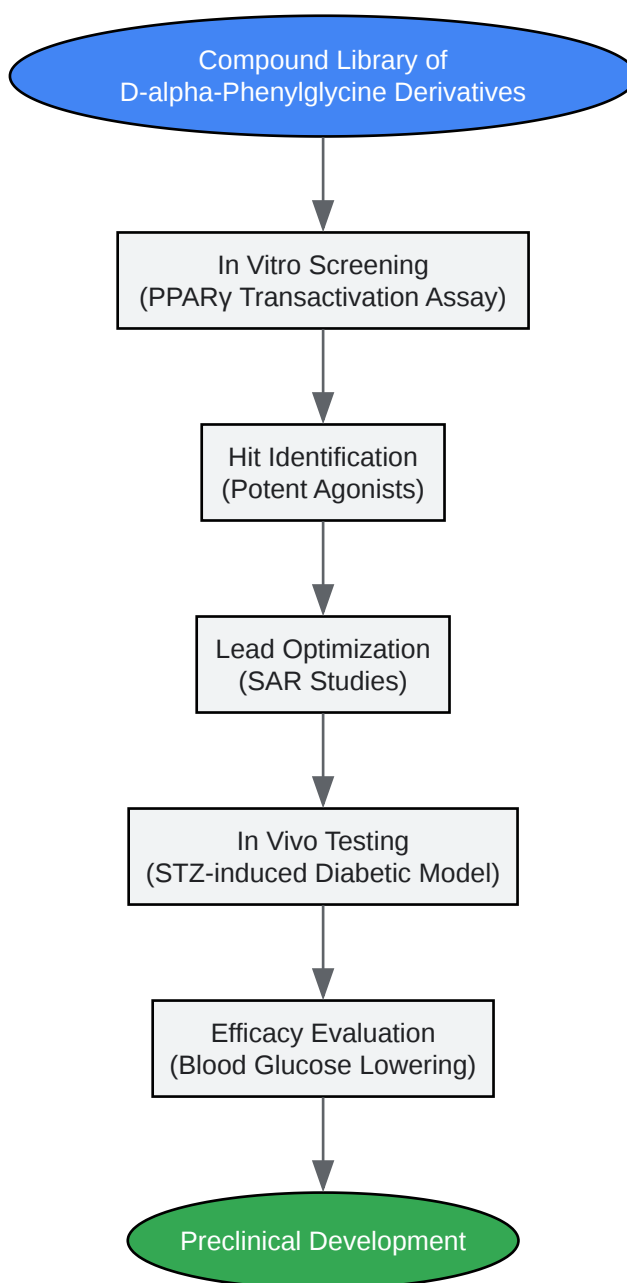 Compound Library of
D-alpha-Phenylglycine Derivatives
In Vitro Screening
(PPARγ Transactivation Assay)
Hit Identification
(Potent Agonists)
Lead Optimization
(SAR Studies)
In Vivo Testing
(STZ-induced Diabetic Model)
Efficacy Evaluation
(Blood Glucose Lowering)
Preclinical Development